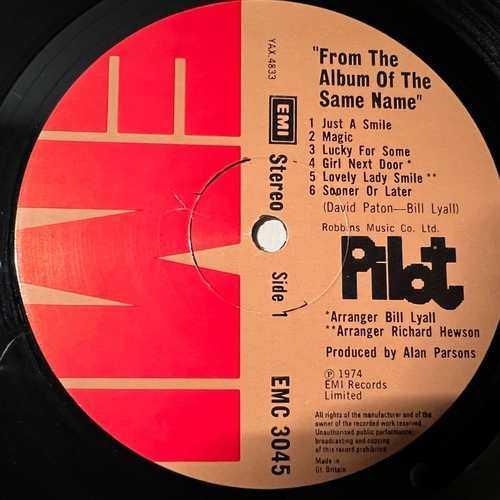 "From The
Album Of The
Same Name"
1 Just A Smile
2 Magic
3 Lucky For Some
4 Girl Next Door *
5 Lovely Lady Smile **
6 Sooner Or Later
(David Paton—Bill Lyall)
Robbins Music Co. Ltd.
Pilot
*Arranger Bill Lyall
**Arranger Richard Hewson
Produced by Alan Parsons
℗ 1974
EMI Records
Limited
All rights of the manufacturer and of the
owner of the recorded work reserved.
Unauthorised public performance,
broadcasting and copying
of this record prohibited.
Made in
Gt. Britain
YAX.4833
EMI
Stereo
Side 1
EMC 3045
EMI